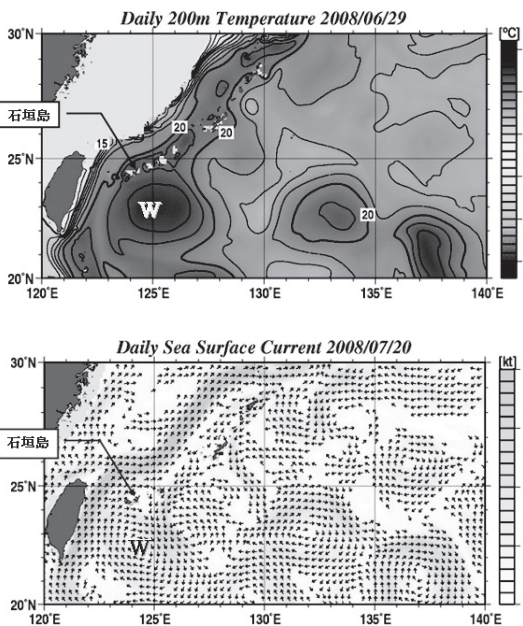 Daily 200m Temperature 2008/06/29
30˚N
[°C]
石垣島
20
20
15
25˚N
W
20
20˚N
120˚E
125˚E
130˚E
135˚E
140˚E
Daily Sea Surface Current 2008/07/20
30˚N
[kt]
石垣島
25˚N
W
20˚N
120˚E
125˚E
130˚E
135˚E
140˚E